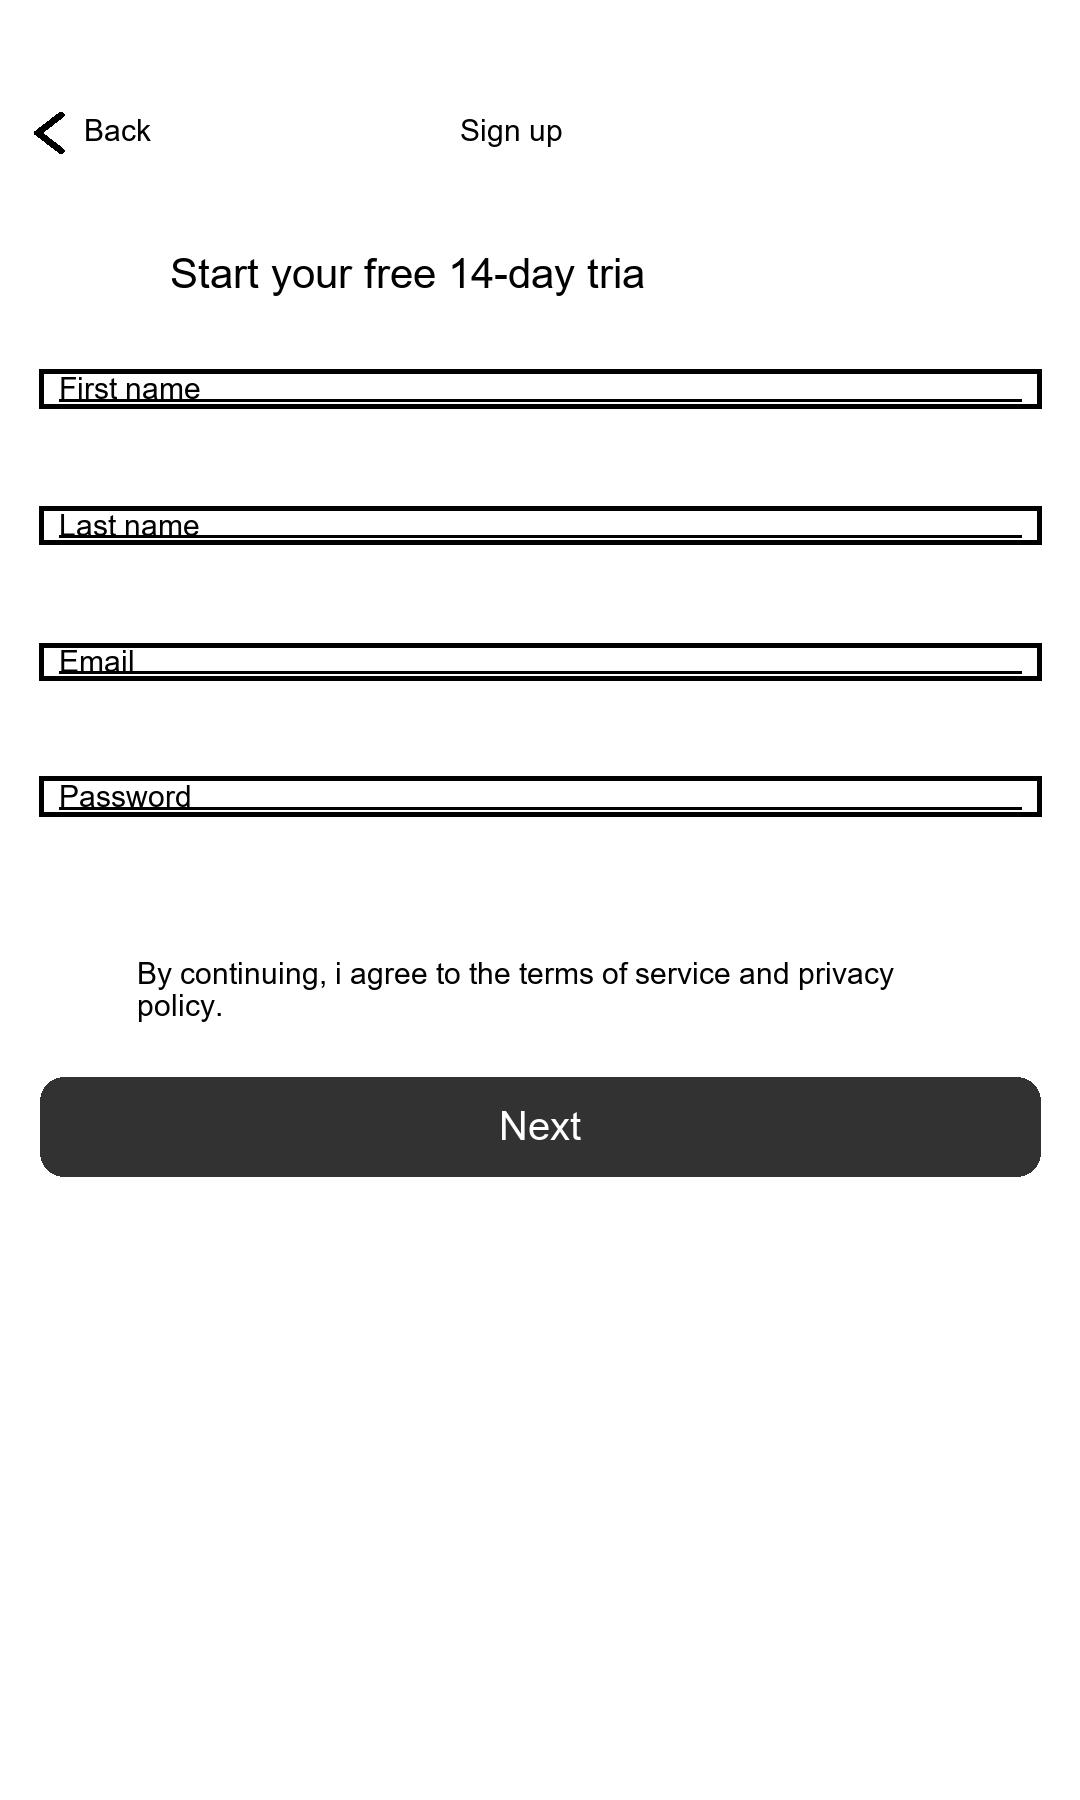 Back
Sign up
Start your free 14-day tria
First name
Last name
Email
Password
By continuing, i agree to the terms of service and privacy
policy.
Next